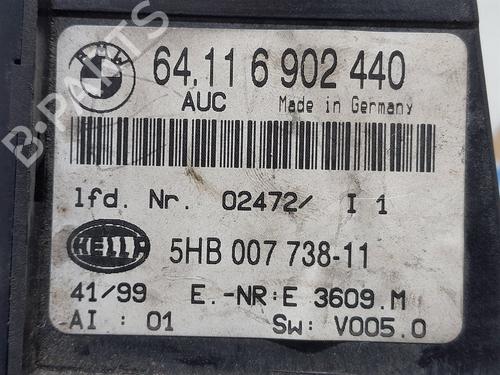 BMW
64.11 6 902 440
AUC Made in Germany
lfd. Nr. 02472/ I 1
HELLA 5HB 007 738-11
41/99 E.-NR:E 3609.M
AI : 01 Sw: V005.0
B-PARTS